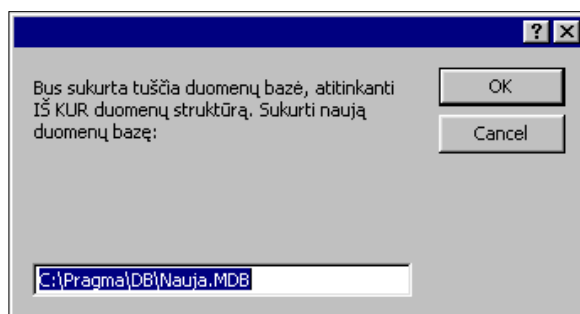 Bus sukurta tuščia duomenų bazė, atitinkanti
IŠ KUR duomenų struktūrą. Sukurti naują
duomenų bazę:
OK
Cancel
C:\Pragma\DB\Nauja.MDB